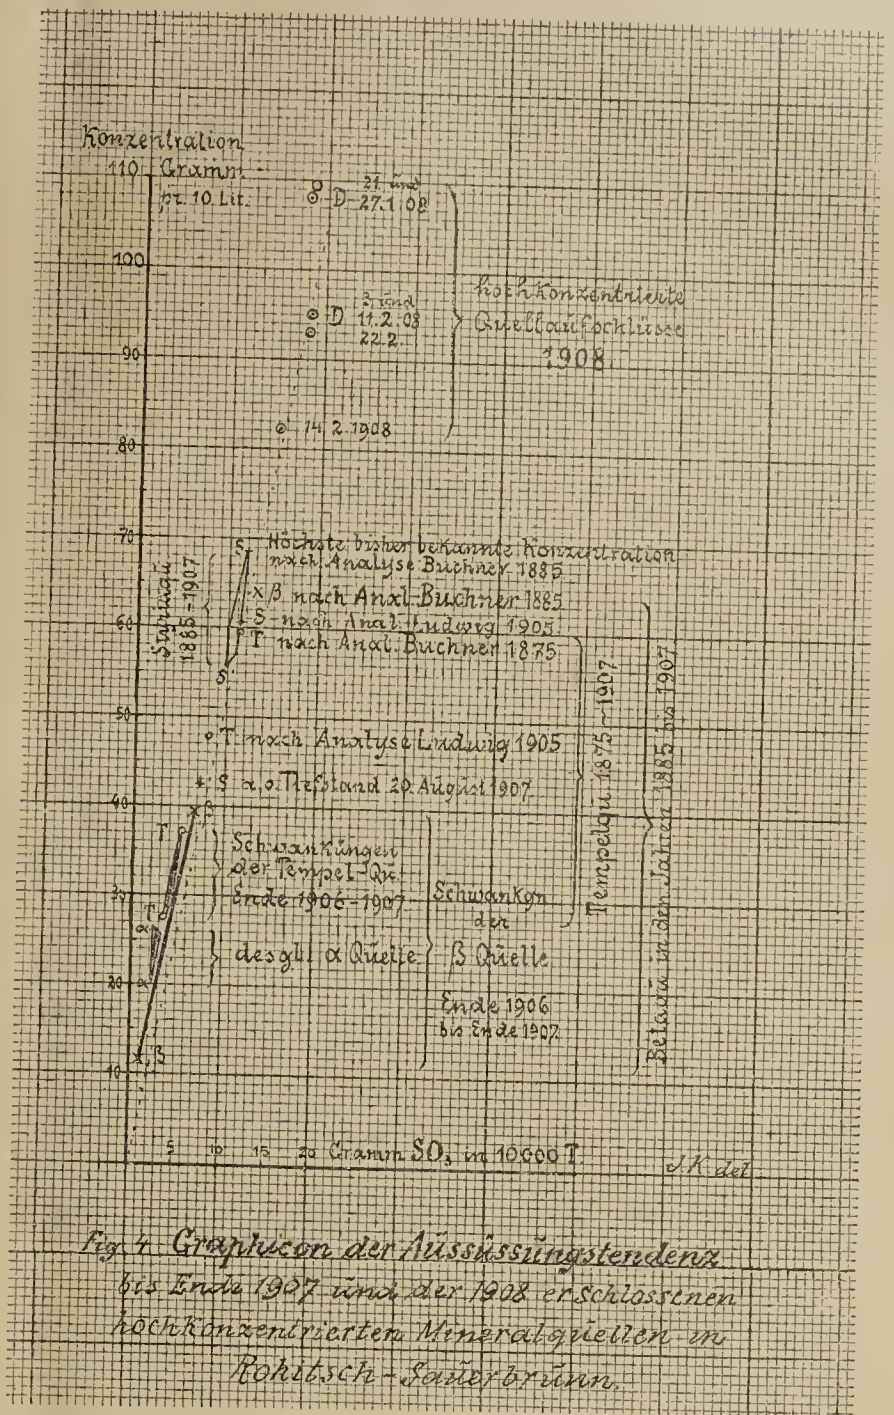 Konzentration
110 Gramm
pr. 10 Lit.
21. und
D 27.1.08
100
2. und
D 11.2.08
22.2.
hochkonzentrierte
Quellaufschlüsse
1908
90
14.2.1908
80
70
S Höchste bisher bekannte Konzentration
nach Analyse Buchner 1885
x β nach Anal. Buchner 1885
60 S nach Anal. Ludwig 1905
T nach Anal. Buchner 1875
S
1885-1907
50
T nach Analyse Ludwig 1905
S a. o. Tiefstand 20. August 1907
40
x β
T
Schwankungen
der Tempel-Qu.
Ende 1906-1907
30
T
α
desgl. α Quelle
α
20
Schwankgn
der
β Quelle
Ende 1906
bis Ende 1907
x β
10
Tempelqu. 1875-1907
in den Jahren 1885 bis 1907
5 10 15 20 Gramm SO₃ in 10000 T.
J.K. del.
Fig. 4. Graphicon der Aussüssungstendenz
bis Ende 1907 und der 1908 erschlossenen
hochkonzentrierten Mineralquellen in
Rohitsch-Sauerbrunn.